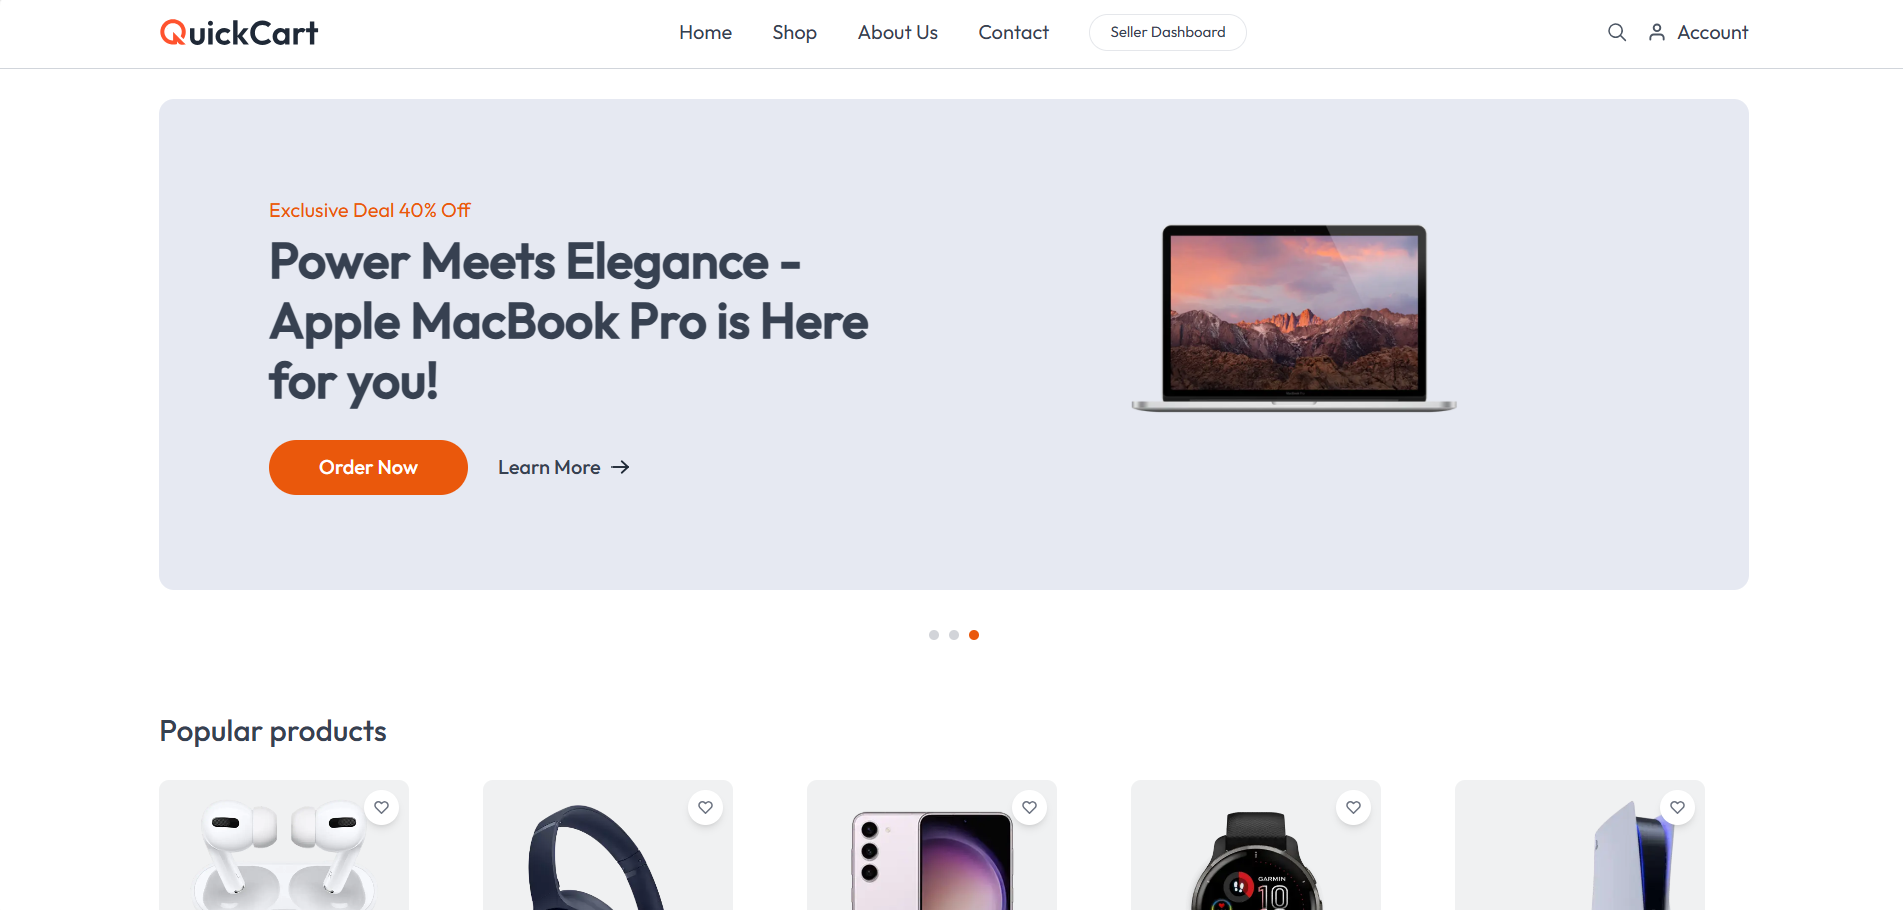 QuickCart
Home
Shop
About Us
Contact
Seller Dashboard
Account
Exclusive Deal 40% Off
Power Meets Elegance -
Apple MacBook Pro is Here
for you!
Order Now
Learn More
Popular products
GARMIN
10